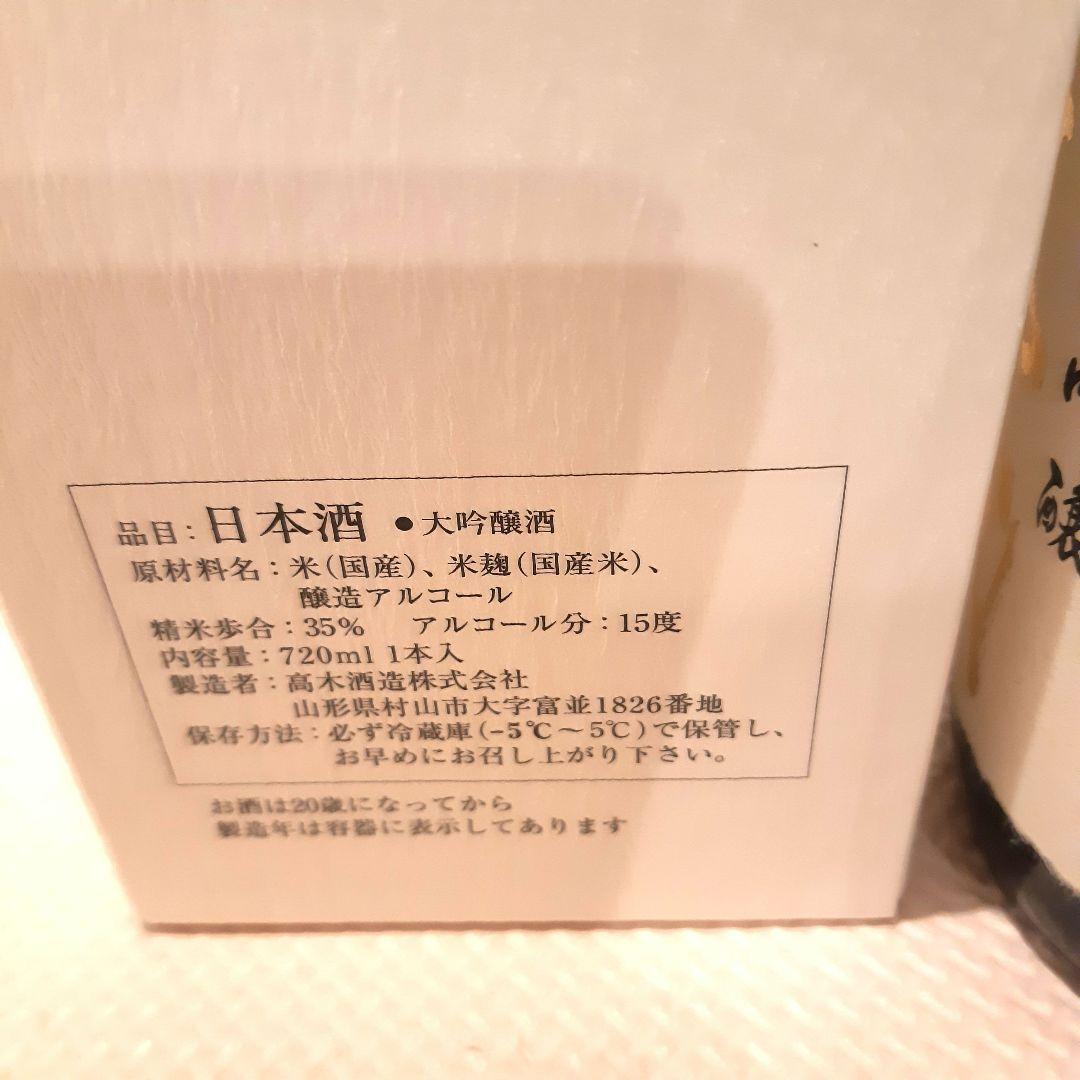 品目：日本酒 ●大吟醸酒
原材料名：米（国産）、米麹（国産米）、
醸造アルコール
精米歩合：35％　アルコール分：15度
内容量：720ml 1本入
製造者：高木酒造株式会社
山形県村山市大字富並1826番地
保存方法：必ず冷蔵庫（-5℃～5℃）で保管し、
お早めにお召し上がり下さい。
お酒は20歳になってから
製造年は容器に表示してあります